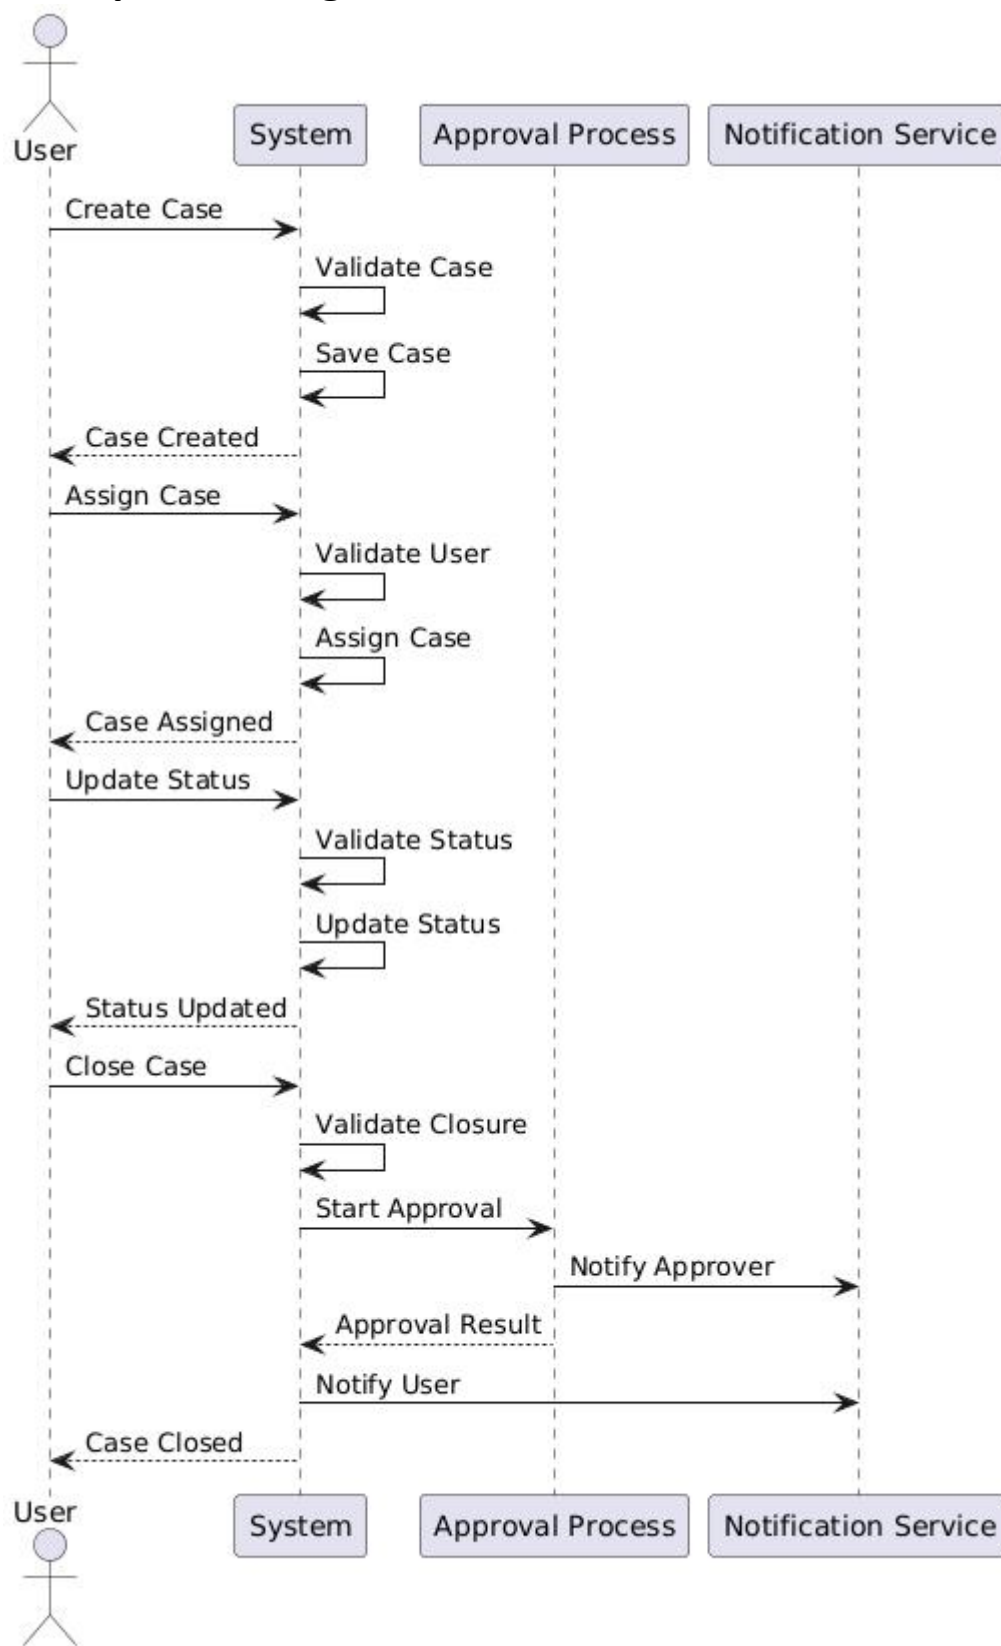 User
System
Approval Process
Notification Service
Create Case
Validate Case
Save Case
Case Created
Assign Case
Validate User
Assign Case
Case Assigned
Update Status
Validate Status
Update Status
Status Updated
Close Case
Validate Closure
Start Approval
Notify Approver
Approval Result
Notify User
Case Closed
User
System
Approval Process
Notification Service